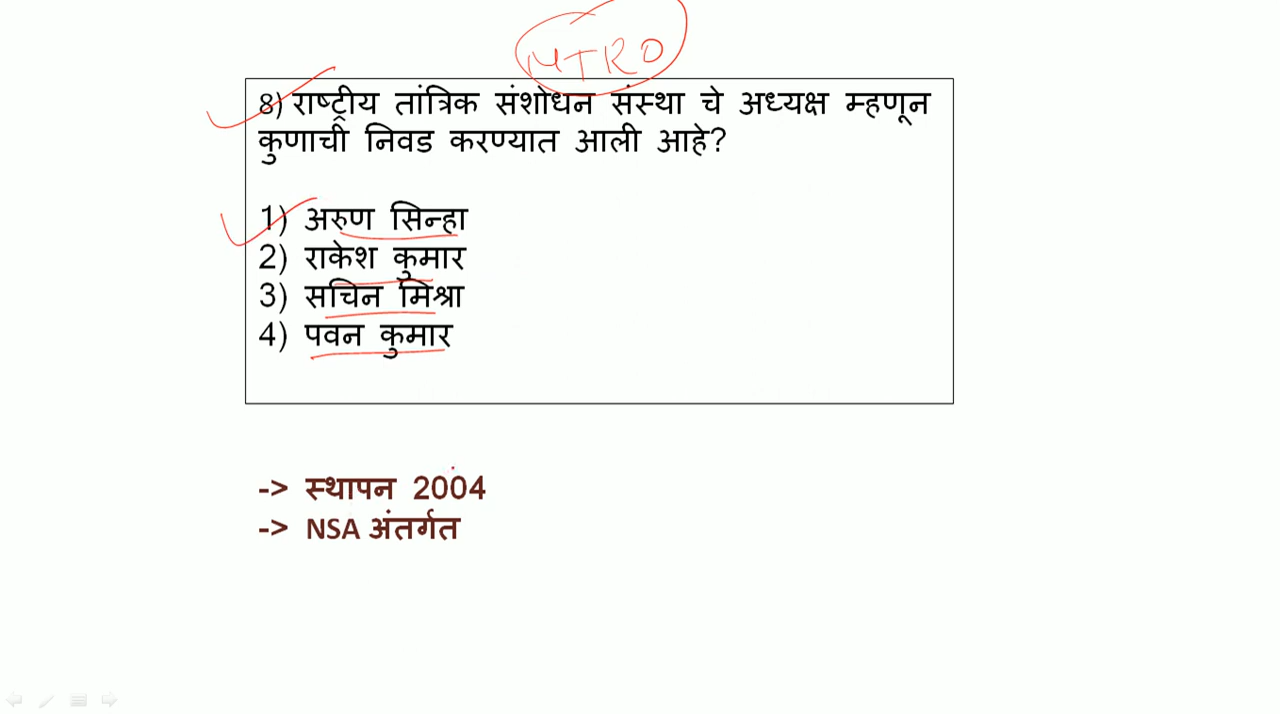 NTRO
8) राष्ट्रीय तांत्रिक संशोधन संस्था चे अध्यक्ष म्हणून
कुणाची निवड करण्यात आली आहे?
1) अरुण सिन्हा
2) राकेश कुमार
3) सचिन मिश्रा
4) पवन कुमार
-> स्थापन 2004
-> NSA अंतर्गत